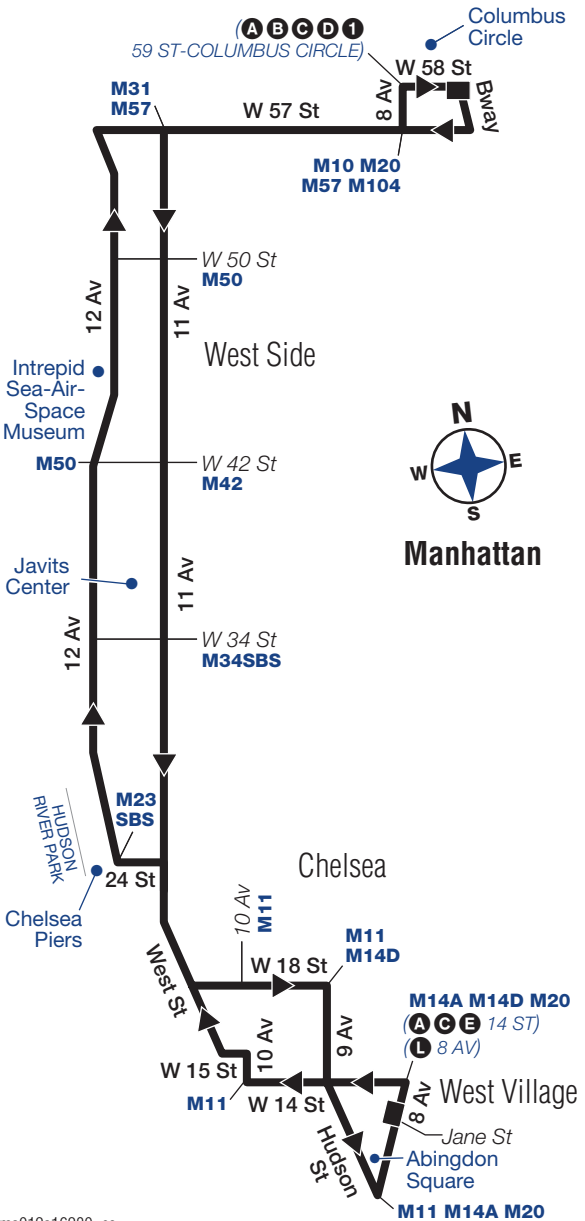 Columbus
Circle
(A B C D 1
59 ST-COLUMBUS CIRCLE)
W 58 St
8 Av
Bway
M31
M57
W 57 St
M10 M20
M57 M104
W 50 St
M50
12 Av
11 Av
West Side
Intrepid
Sea-Air-
Space
Museum
N
W
E
S
M50
W 42 St
M42
Manhattan
Javits
Center
11 Av
12 Av
W 34 St
M34SBS
M23
SBS
HUDSON
RIVER PARK
24 St
Chelsea
Piers
Chelsea
10 Av
M11
M11
M14D
W 18 St
West St
M14A M14D M20
(A C E 14 ST)
(L 8 AV)
10 Av
9 Av
W 15 St
M11
W 14 St
8 Av
West Village
Jane St
Hudson
St
Abingdon
Square
M11 M14A M20